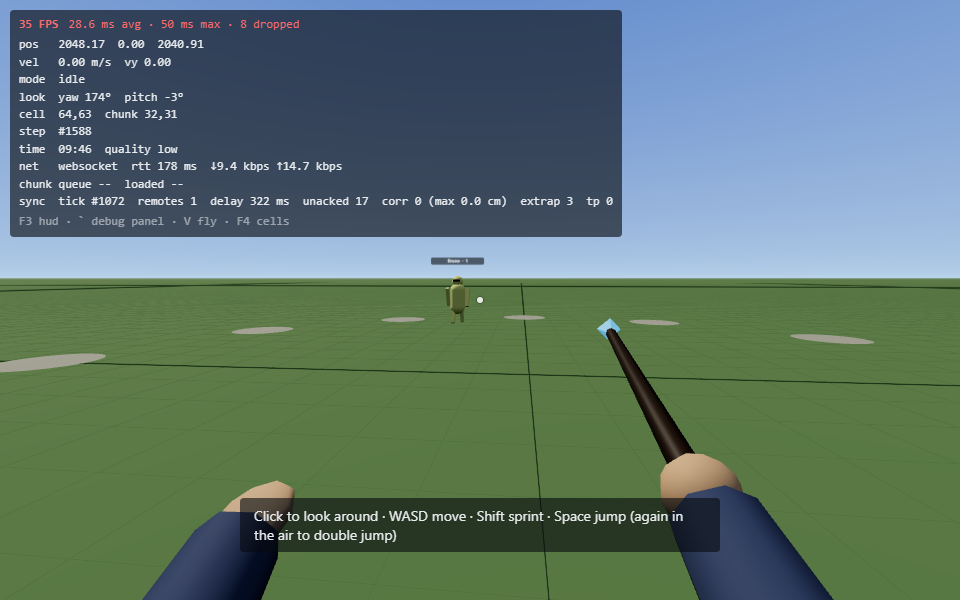 35 FPS 28.6 ms avg · 50 ms max · 8 dropped
pos 2048.17 0.00 2040.91
vel 0.00 m/s vy 0.00
mode idle
look yaw 174° pitch -3°
cell 64,63 chunk 32,31
step #1588
time 09:46 quality low
net websocket rtt 178 ms ↓9.4 kbps ↑14.7 kbps
chunk queue -- loaded --
sync tick #1072 remotes 1 delay 322 ms unacked 17 corr 0 (max 0.0 cm) extrap 3 tp 0
F3 hud · ` debug panel · V fly · F4 cells
Click to look around · WASD move · Shift sprint · Space jump (again in
the air to double jump)